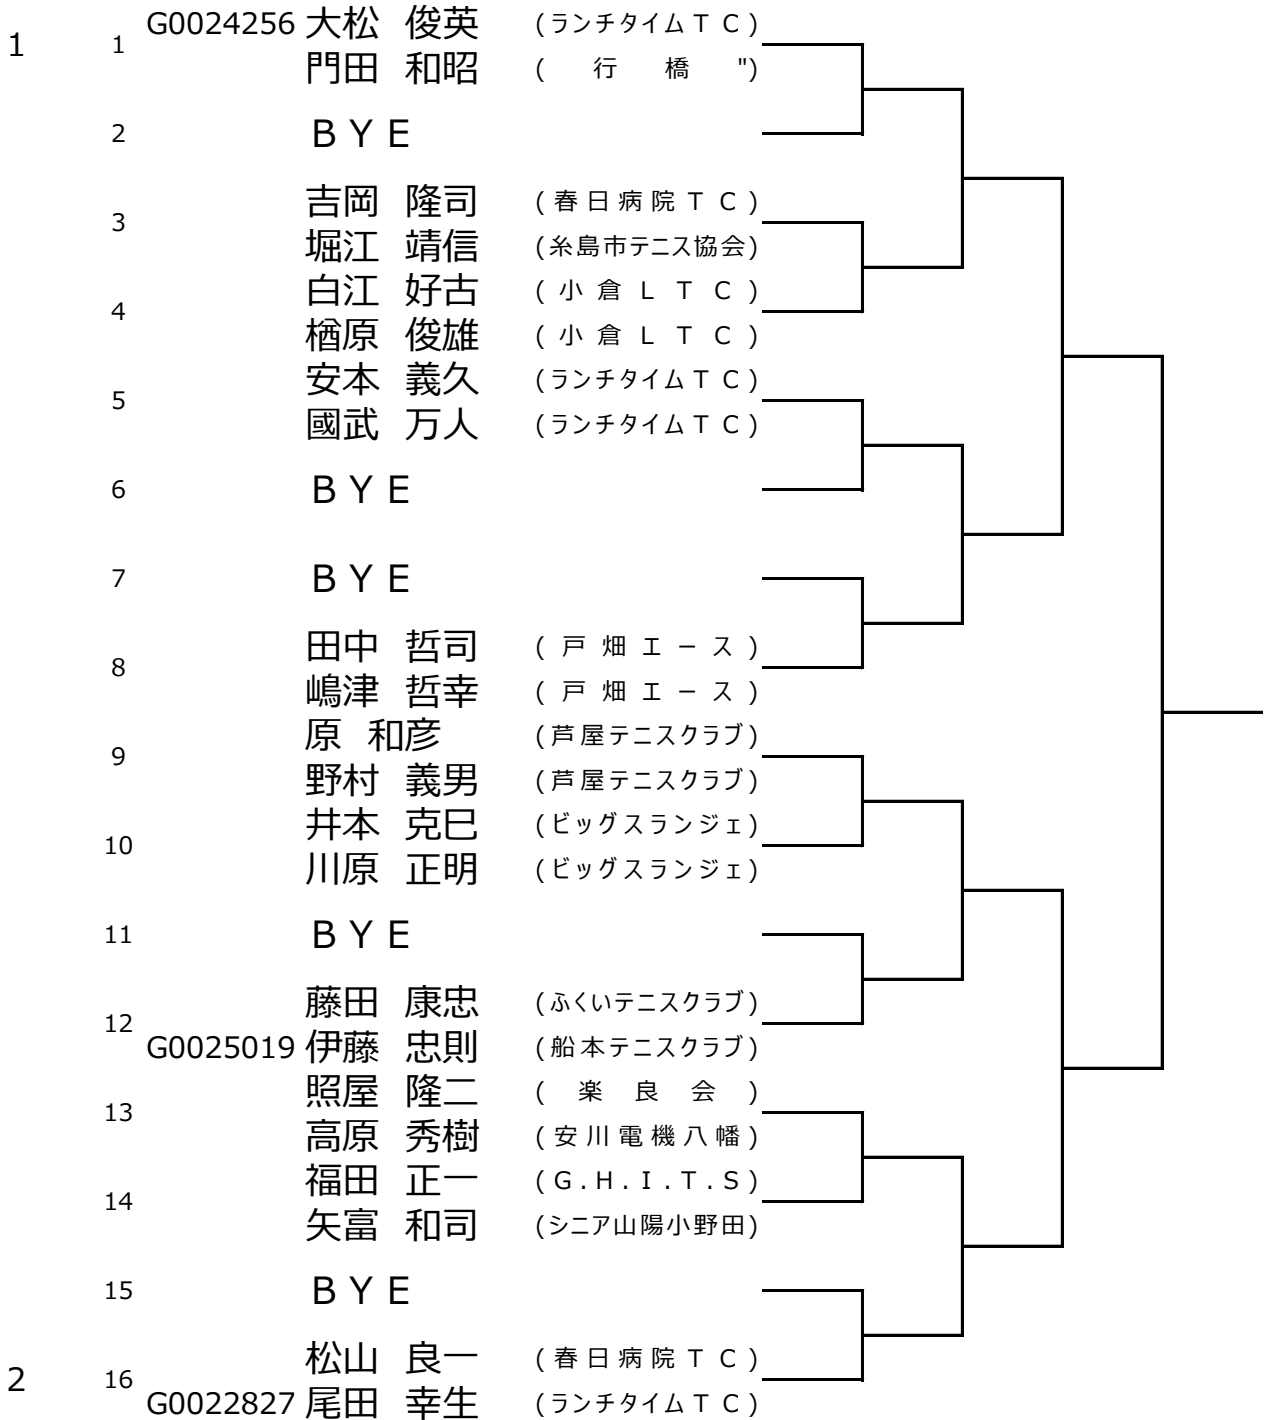 G0024256 大松 俊英 (ランチタイムＴＣ)
1 1
門田 和昭 ( 行 橋 ")
2 ＢＹＥ
吉岡 隆司 (春日病院ＴＣ)
3
堀江 靖信 (糸島市テニス協会)
白江 好古 (小倉ＬＴＣ)
4
楢原 俊雄 (小倉ＬＴＣ)
安本 義久 (ランチタイムＴＣ)
5
國武 万人 (ランチタイムＴＣ)
6 ＢＹＥ
7 ＢＹＥ
田中 哲司 (戸畑エース)
8
嶋津 哲幸 (戸畑エース)
原 和彦 (芦屋テニスクラブ)
9
野村 義男 (芦屋テニスクラブ)
井本 克巳 (ビッグスランジェ)
10
川原 正明 (ビッグスランジェ)
11 ＢＹＥ
藤田 康忠 (ふくいテニスクラブ)
12
G0025019 伊藤 忠則 (船本テニスクラブ)
照屋 隆二 (楽良会)
13
高原 秀樹 (安川電機八幡)
福田 正一 (G.H.I.T.S)
14
矢富 和司 (シニア山陽小野田)
15 ＢＹＥ
松山 良一 (春日病院ＴＣ)
2 16
G0022827 尾田 幸生 (ランチタイムＴＣ)